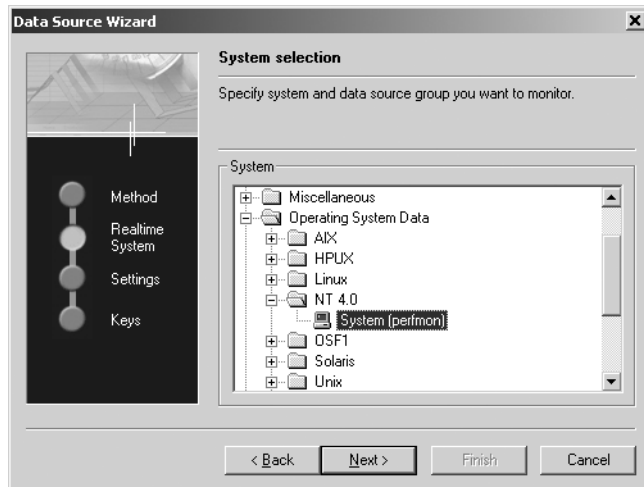 Data Source Wizard
System selection
Specify system and data source group you want to monitor.
Method
Realtime
System
Settings
Keys
System
Miscellaneous
Operating System Data
AIX
HPUX
Linux
NT 4.0
System (perfmon)
OSF1
Solaris
Unix
< Back
Next >
Finish
Cancel